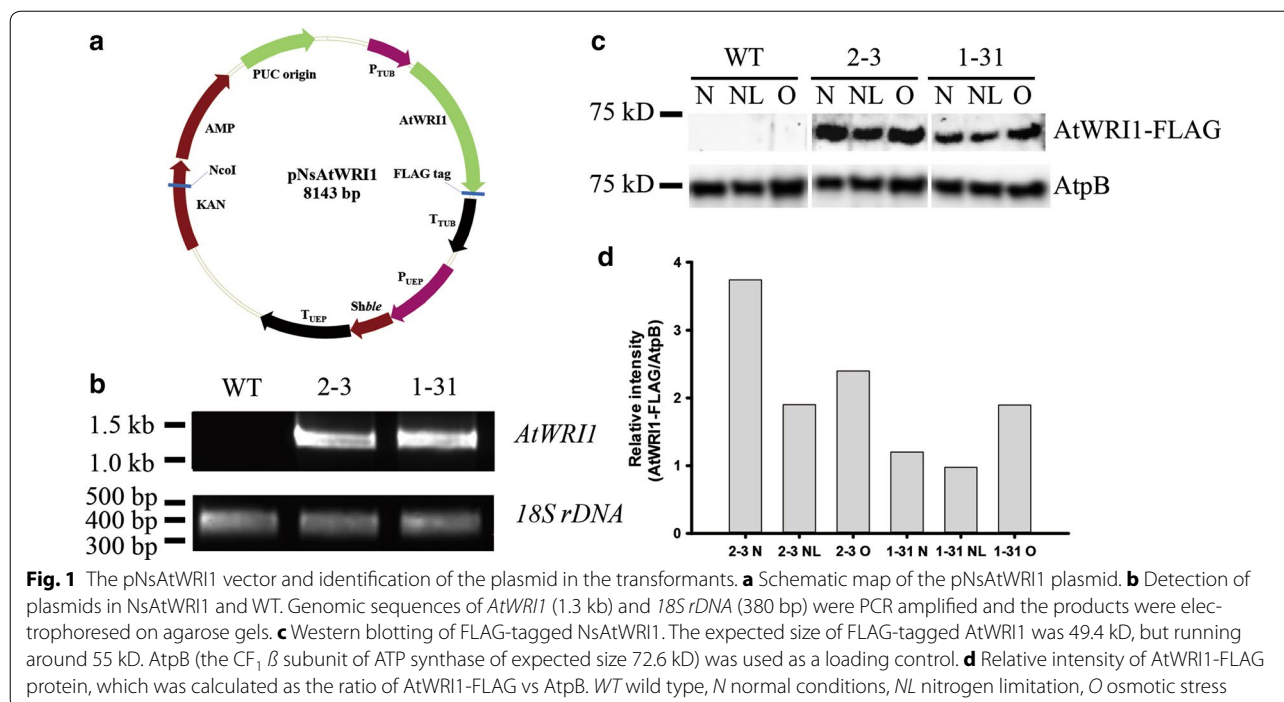 a
PUC origin
P_TUB
AMP
AtWRI1
NcoI
pNsAtWRI1
8143 bp
FLAG tag
KAN
T_TUB
P_UEP
Shble
T_UEP
b
WT 2-3 1-31
1.5 kb
1.0 kb
AtWRI1
500 bp
400 bp
300 bp
18S rDNA
c
WT 2-3 1-31
N NL O N NL O N NL O
75 kD
AtWRI1-FLAG
75 kD
AtpB
d
Relative intensity
(AtWRI1-FLAG/AtpB)
4
3
2
1
0
2-3 N 2-3 NL 2-3 O 1-31 N 1-31 NL 1-31 O
Fig. 1 The pNsAtWRI1 vector and identification of the plasmid in the transformants. a Schematic map of the pNsAtWRI1 plasmid. b Detection of
plasmids in NsAtWRI1 and WT. Genomic sequences of AtWRI1 (1.3 kb) and 18S rDNA (380 bp) were PCR amplified and the products were elec-
trophoresed on agarose gels. c Western blotting of FLAG-tagged NsAtWRI1. The expected size of FLAG-tagged AtWRI1 was 49.4 kD, but running
around 55 kD. AtpB (the CF₁ ß subunit of ATP synthase of expected size 72.6 kD) was used as a loading control. d Relative intensity of AtWRI1-FLAG
protein, which was calculated as the ratio of AtWRI1-FLAG vs AtpB. WT wild type, N normal conditions, NL nitrogen limitation, O osmotic stress